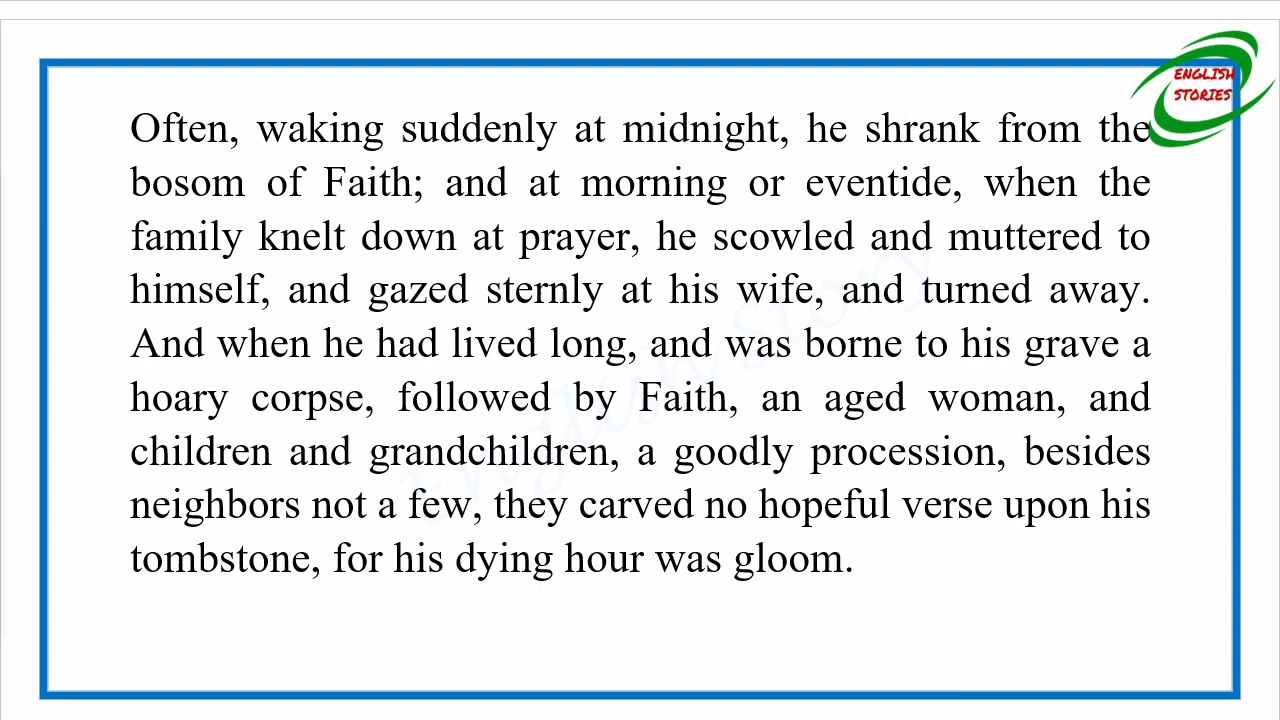 ENGLISH
STORIES
Often, waking suddenly at midnight, he shrank from the
bosom of Faith; and at morning or eventide, when the
family knelt down at prayer, he scowled and muttered to
himself, and gazed sternly at his wife, and turned away.
And when he had lived long, and was borne to his grave a
hoary corpse, followed by Faith, an aged woman, and
children and grandchildren, a goodly procession, besides
neighbors not a few, they carved no hopeful verse upon his
tombstone, for his dying hour was gloom.
English story